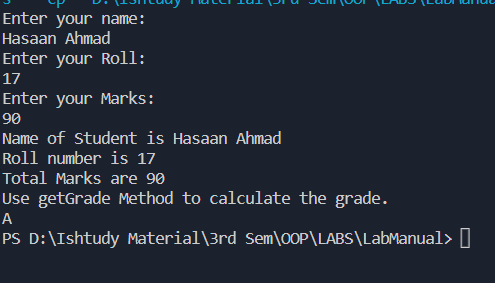 Enter your name:
Hasaan Ahmad
Enter your Roll:
17
Enter your Marks:
90
Name of Student is Hasaan Ahmad
Roll number is 17
Total Marks are 90
Use getGrade Method to calculate the grade.
A
PS D:\Ishtudy Material\3rd Sem\OOP\LABS\LabManual>